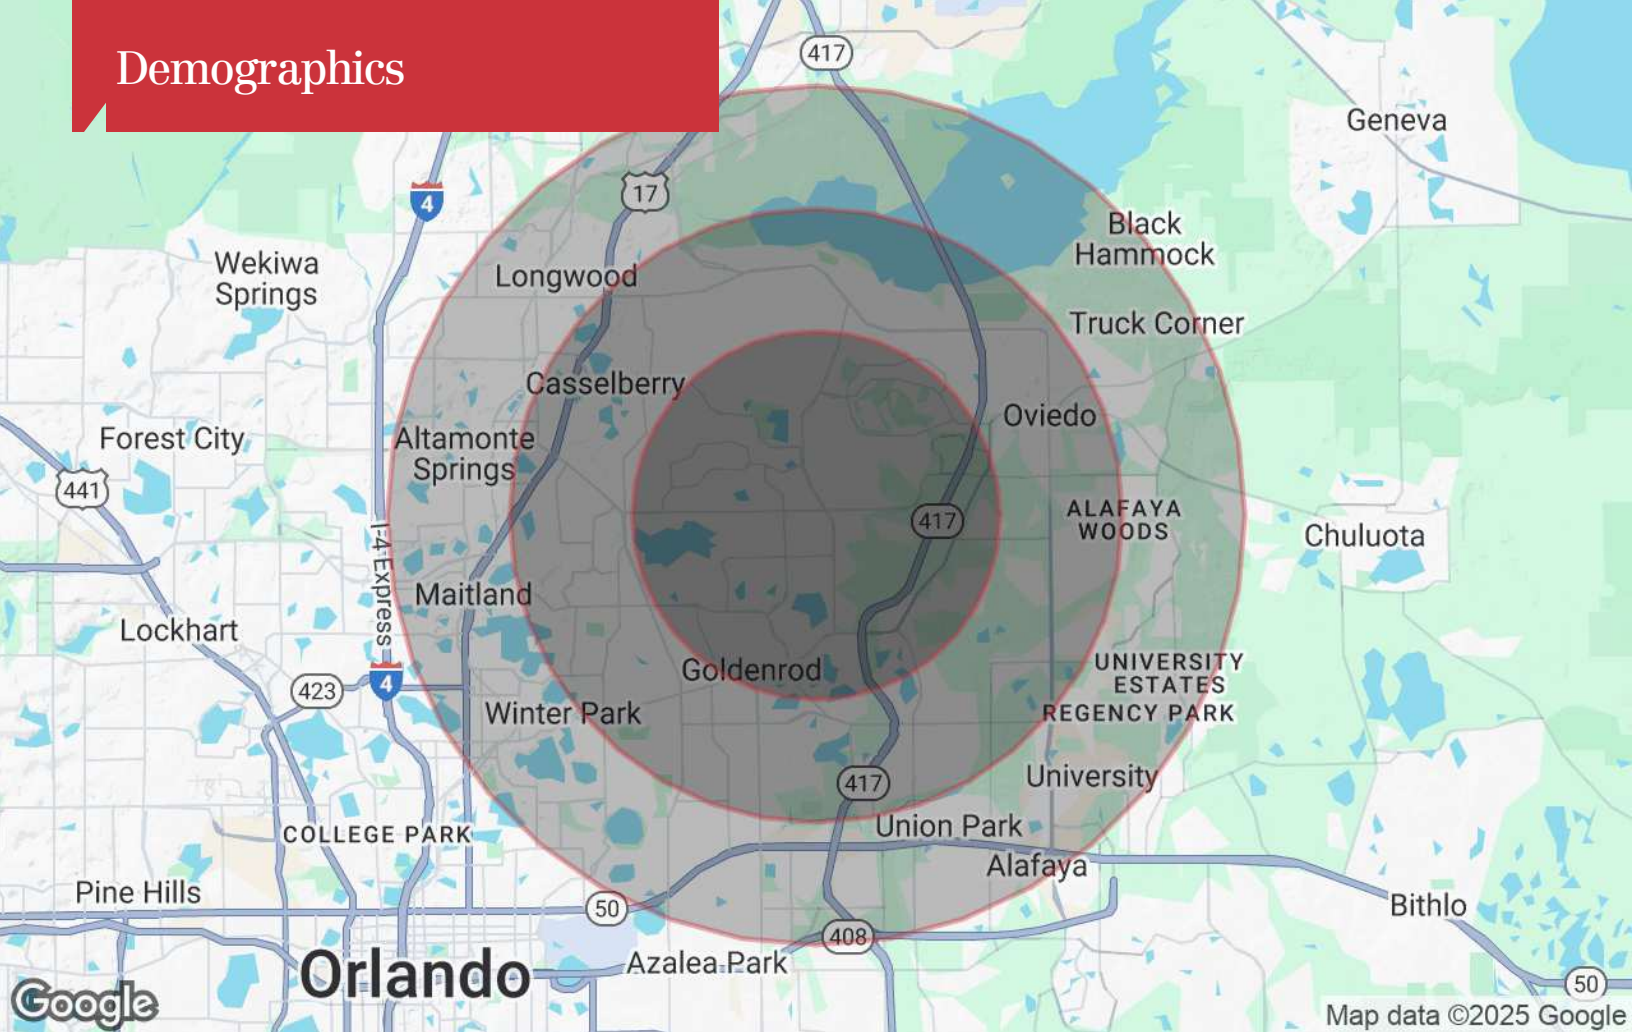 Demographics
417
Geneva
4
17
Black
Hammock
Wekiwa
Springs
Longwood
Truck Corner
Casselberry
Oviedo
Forest City
Altamonte
Springs
441
417
ALAFAYA
WOODS
Chuluota
I-4 Express
Maitland
Lockhart
Goldenrod
UNIVERSITY
ESTATES
423
4
Winter Park
REGENCY PARK
417
University
COLLEGE PARK
Union Park
Alafaya
Pine Hills
50
Bithlo
408
Orlando
Azalea Park
50
Google
Map data ©2025 Google